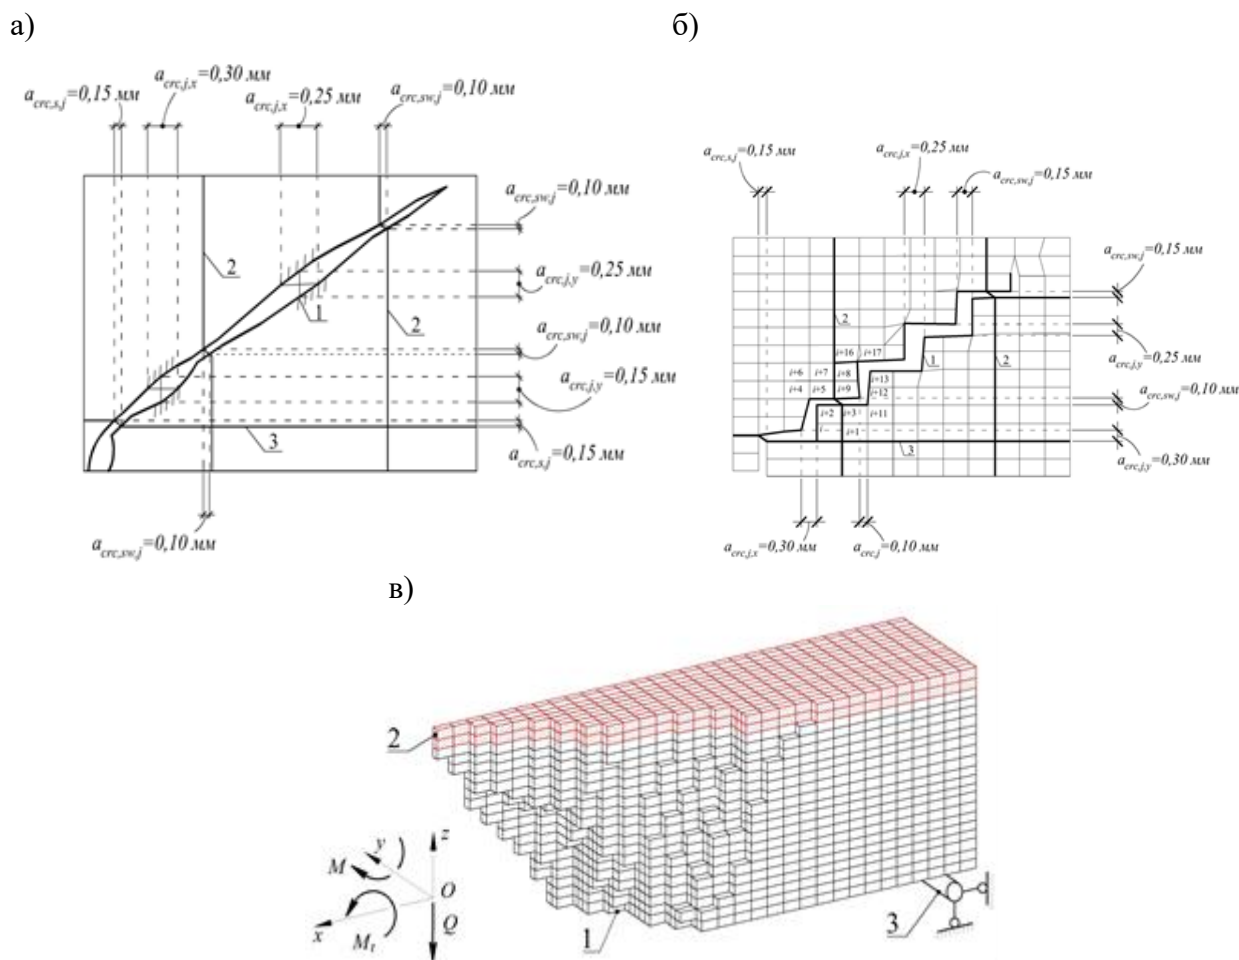 а)
a_crc,s,j=0,15 мм
a_crc,j,x=0,30 мм
a_crc,j,x=0,25 мм
a_crc,sw,j=0,10 мм
a_crc,sw,j=0,10 мм
a_crc,j,y=0,25 мм
a_crc,sw,j=0,10 мм
a_crc,j,y=0,15 мм
a_crc,s,j=0,15 мм
a_crc,sw,j=0,10 мм
2
1
2
3
б)
a_crc,s,j=0,15 мм
a_crc,j,x=0,25 мм
a_crc,sw,j=0,15 мм
a_crc,sw,j=0,15 мм
a_crc,j,y=0,25 мм
a_crc,sw,j=0,10 мм
a_crc,j,y=0,30 мм
a_crc,j,x=0,30 мм
a_crc,j=0,10 мм
2
1
2
i+16 i+17
i+6 i+7 i+8
i+4 i+5 i+9
i+13
i+12
i+2 i+3 i+11
i i+1
3
в)
2
z
y
M
O
x
Q
M_t
1
3